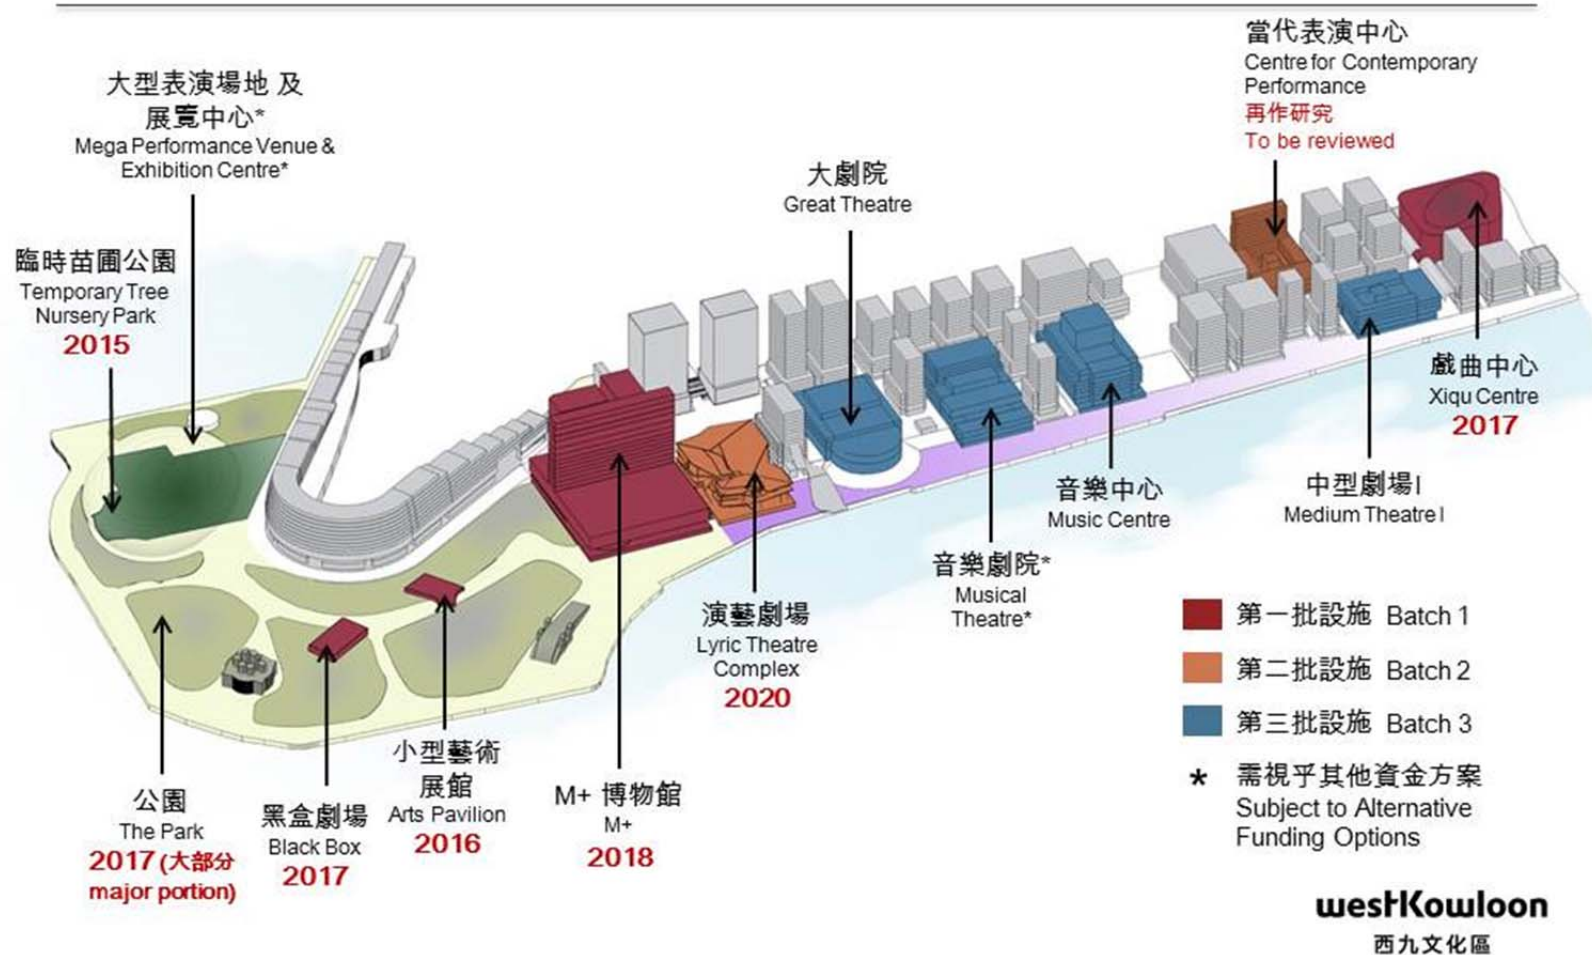 當代表演中心
Centre for Contemporary
Performance
再作研究
To be reviewed
大型表演場地 及
展覽中心*
Mega Performance Venue &
Exhibition Centre*
大劇院
Great Theatre
臨時苗圃公園
Temporary Tree
Nursery Park
2015
戲曲中心
Xiqu Centre
2017
中型劇場I
Medium Theatre I
音樂中心
Music Centre
音樂劇院*
Musical
Theatre*
演藝劇場
Lyric Theatre
Complex
2020
M+ 博物館
M+
2018
小型藝術
展館
Arts Pavilion
2016
黑盒劇場
Black Box
2017
公園
The Park
2017 (大部分
major portion)
第一批設施 Batch 1
第二批設施 Batch 2
第三批設施 Batch 3
* 需視乎其他資金方案
Subject to Alternative
Funding Options
westKowloon
西九文化區